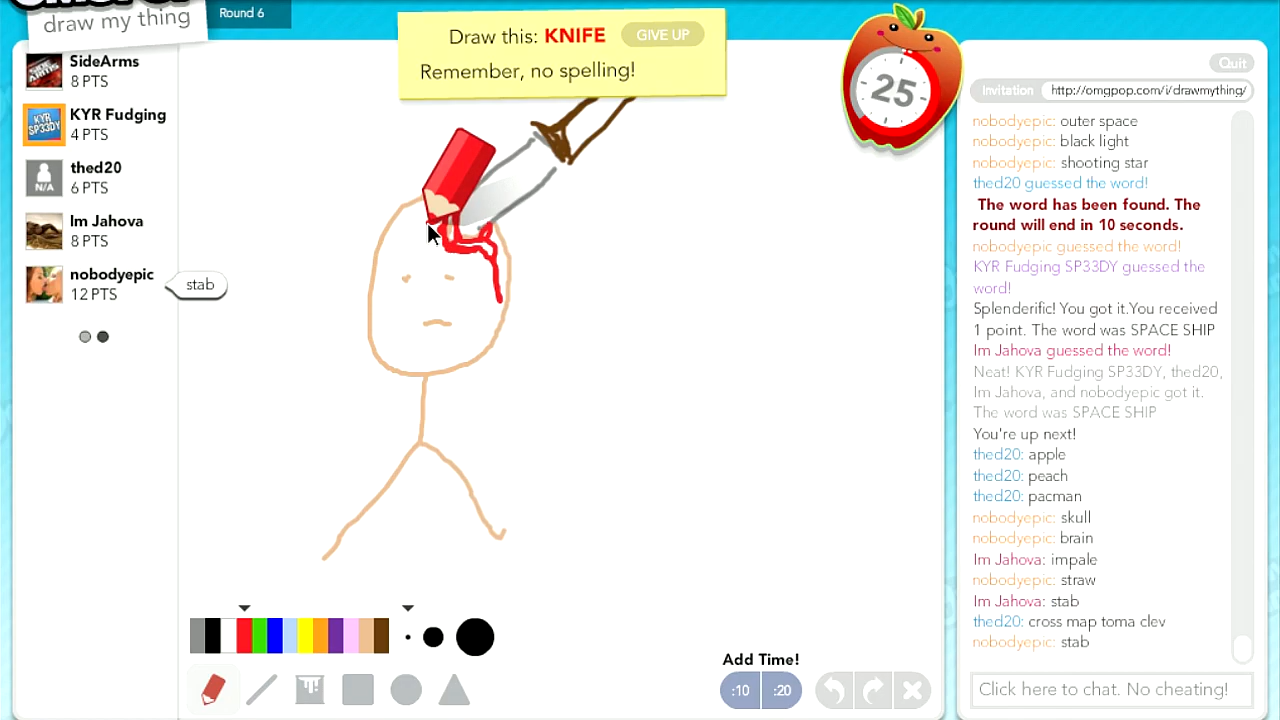 draw my thing
Round 6
Draw this: KNIFE
GIVE UP
Remember, no spelling!
25
SideArms
8 PTS
KYR SP33DY
KYR Fudging
4 PTS
N/A
thed20
6 PTS
Im Jahova
8 PTS
nobodyepic
12 PTS
stab
Quit
Invitation
http://omgpop.com/i/drawmything/
nobodyepic: outer space
nobodyepic: black light
nobodyepic: shooting star
thed20 guessed the word!
The word has been found. The
round will end in 10 seconds.
nobodyepic guessed the word!
KYR Fudging SP33DY guessed the
word!
Splenderific! You got it.You received
1 point. The word was SPACE SHIP
Im Jahova guessed the word!
Neat! KYR Fudging SP33DY, thed20,
Im Jahova, and nobodyepic got it.
The word was SPACE SHIP
You're up next!
thed20: apple
thed20: peach
thed20: pacman
nobodyepic: skull
nobodyepic: brain
Im Jahova: impale
nobodyepic: straw
Im Jahova: stab
thed20: cross map toma clev
nobodyepic: stab
Click here to chat. No cheating!
Add Time!
:10
:20